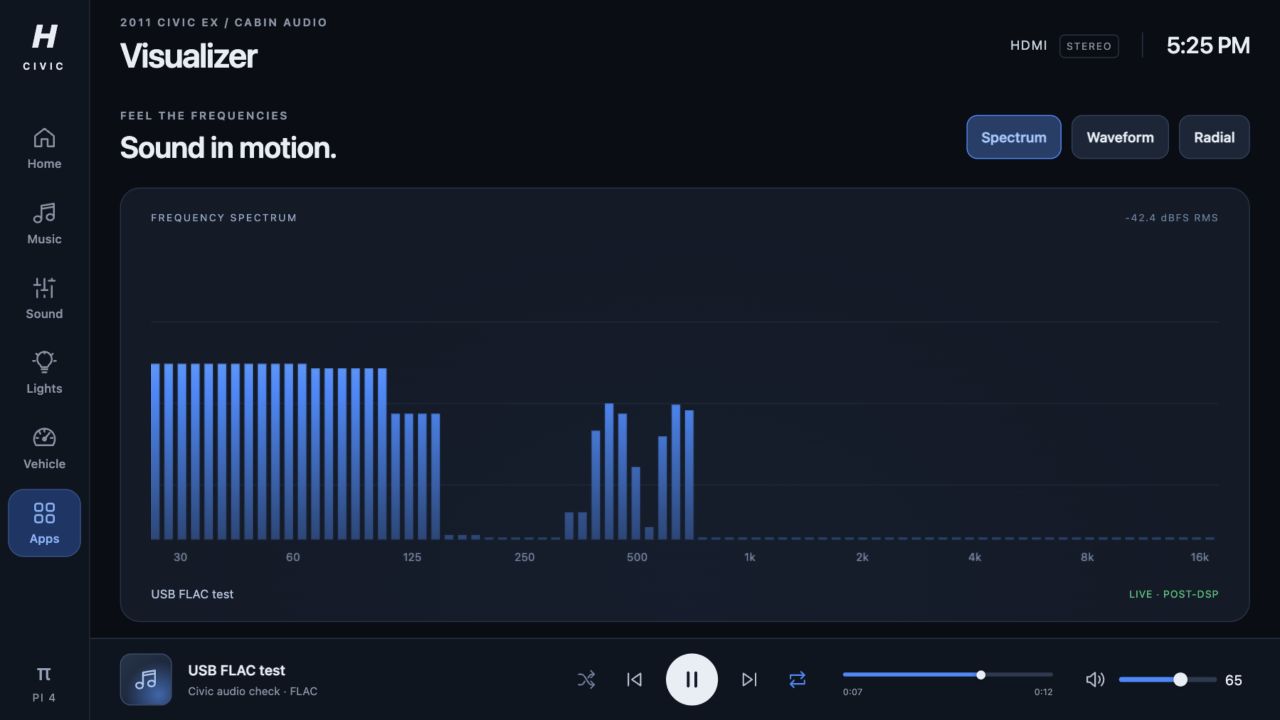 H
CIVIC
Home
Music
Sound
Lights
Vehicle
Apps
π
PI 4
2011 CIVIC EX / CABIN AUDIO
Visualizer
HDMI
STEREO
5:25 PM
FEEL THE FREQUENCIES
Sound in motion.
Spectrum
Waveform
Radial
FREQUENCY SPECTRUM
-42.4 dBFS RMS
30 60 125 250 500 1k 2k 4k 8k 16k
USB FLAC test
LIVE · POST-DSP
USB FLAC test
Civic audio check · FLAC
0:07
0:12
65